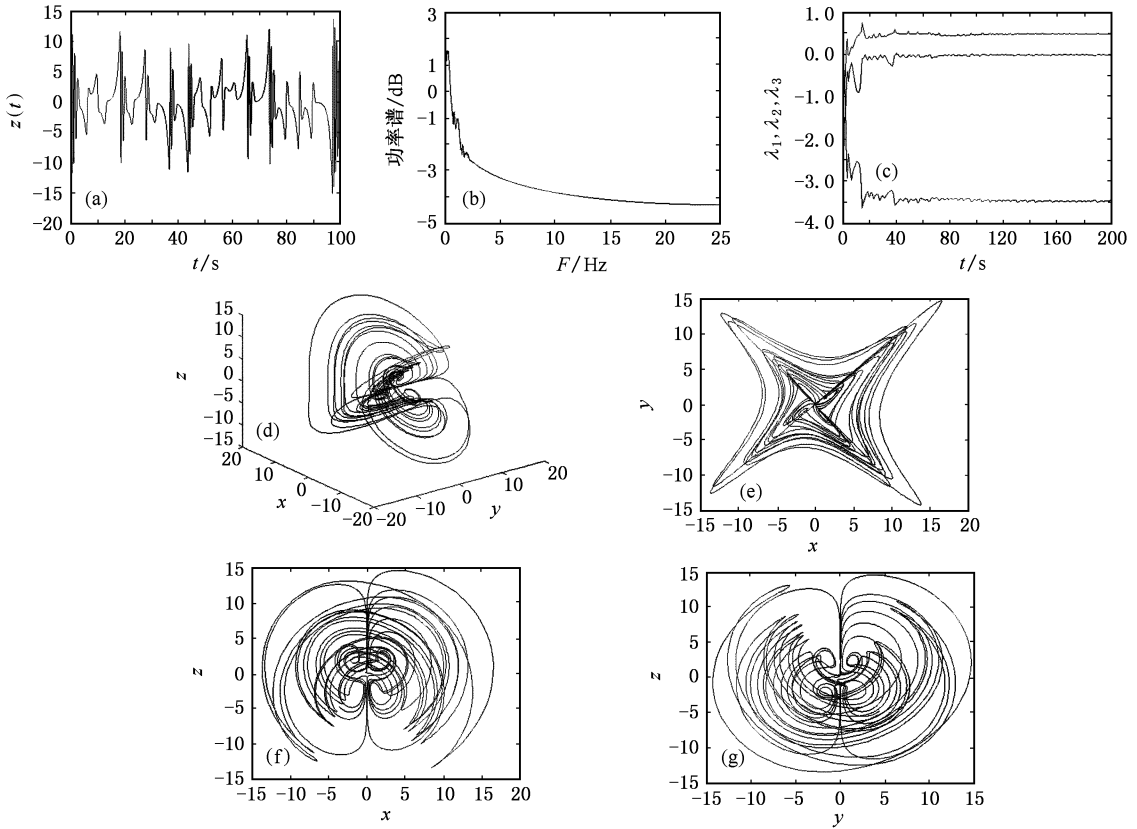 15
10
5
0
−5
−10
−15
−20
z(t)
(a)
0 20 40 60 80 100
t/s
3
1
0
−1
−3
−5
功率谱/dB
(b)
0 5 10 15 20 25
F/Hz
1.0
0.0
−1.0
−2.0
−3.0
−4.0
λ₁, λ₂, λ₃
(c)
0 40 80 120 160 200
t/s
15
10
5
0
−5
−10
−15
z
(d)
20 10 0 −10 −20
x
−20 −10 0 10 20
y
15
10
5
0
−5
−10
−15
y
(e)
−15 −10 −5 0 5 10 15 20
x
15
10
5
0
−5
−10
−15
z
(f)
−15 −10 −5 0 5 10 15 20
x
15
10
5
0
−5
−10
−15
z
(g)
−15 −10 −5 0 5 10 15
y